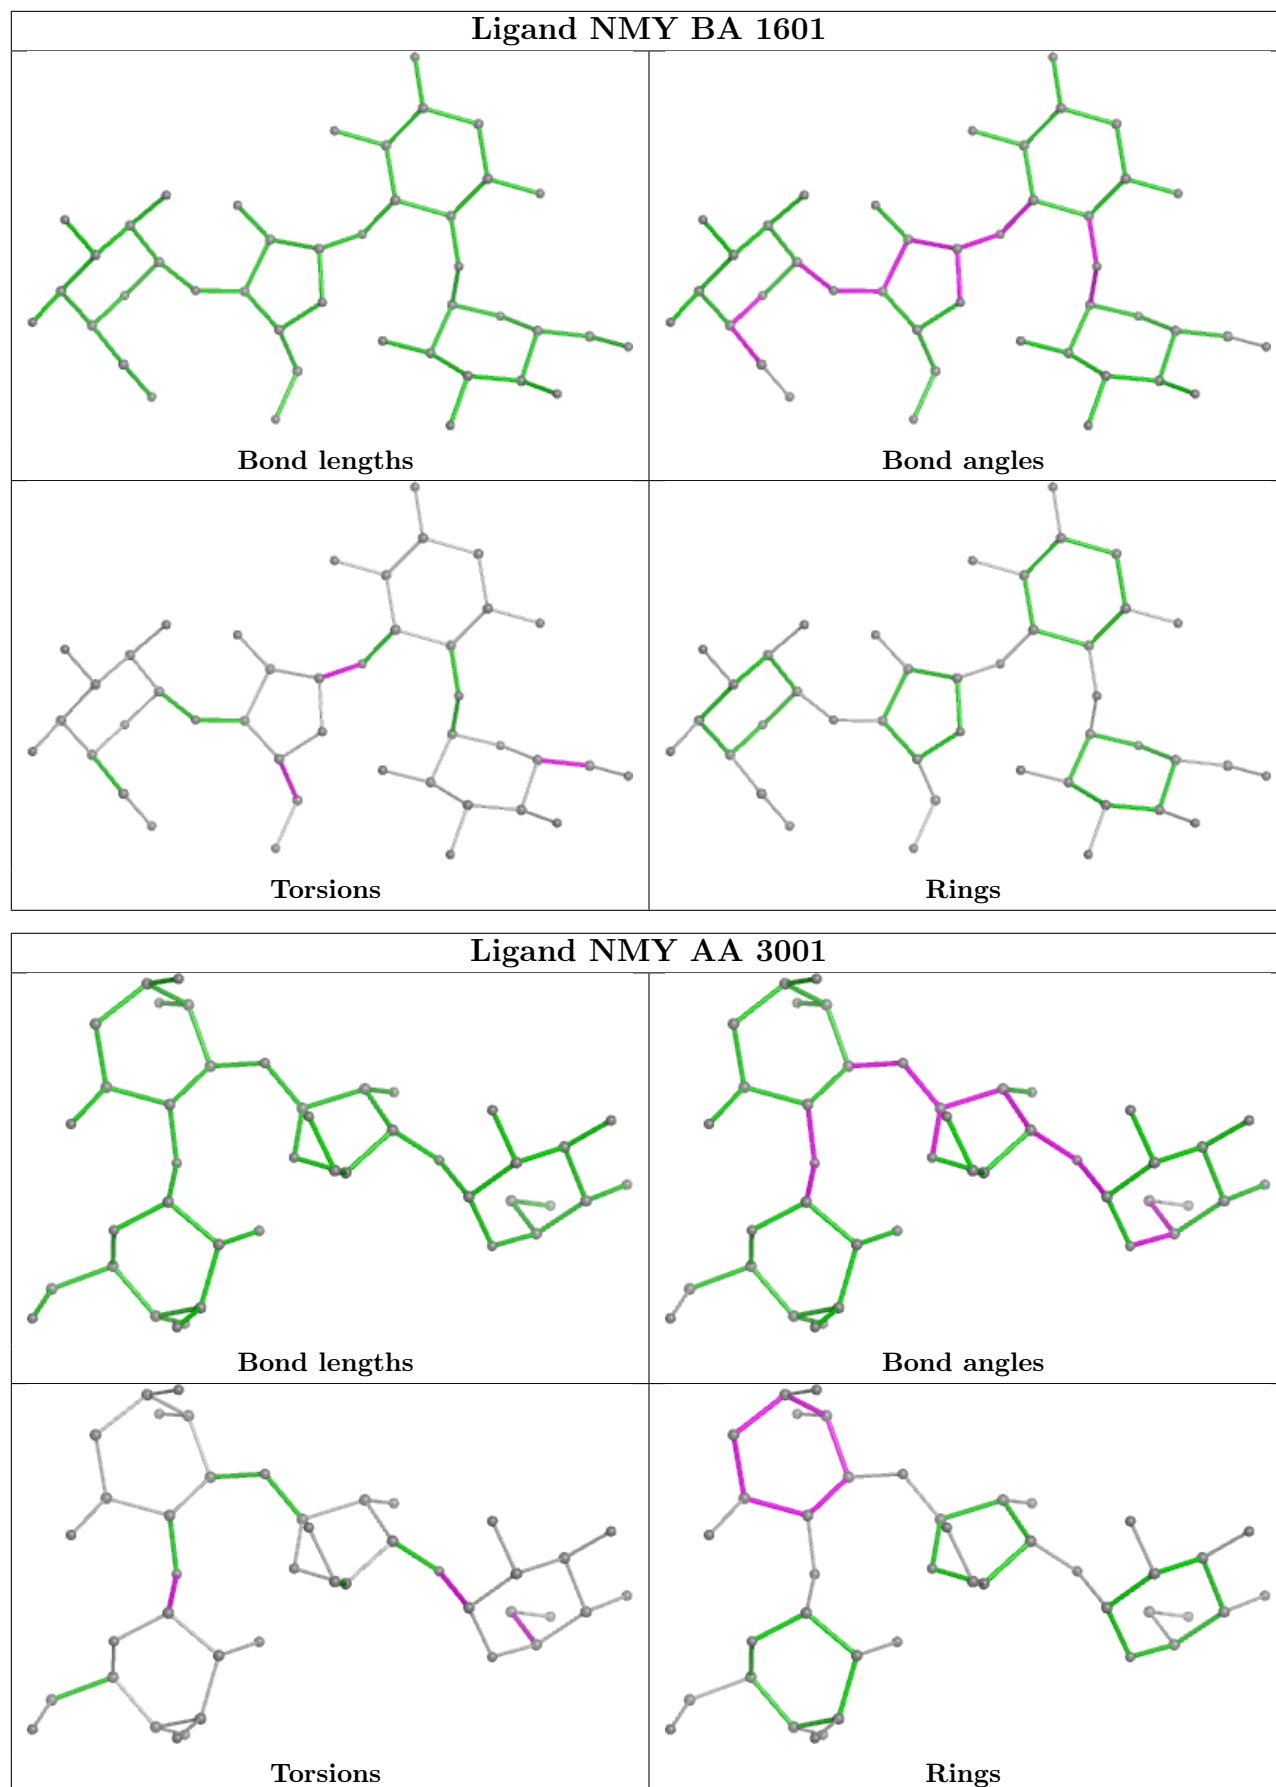 Ligand NMY BA 1601
Bond lengths
Bond angles
Torsions
Rings
Ligand NMY AA 3001
Bond lengths
Bond angles
Torsions
Rings